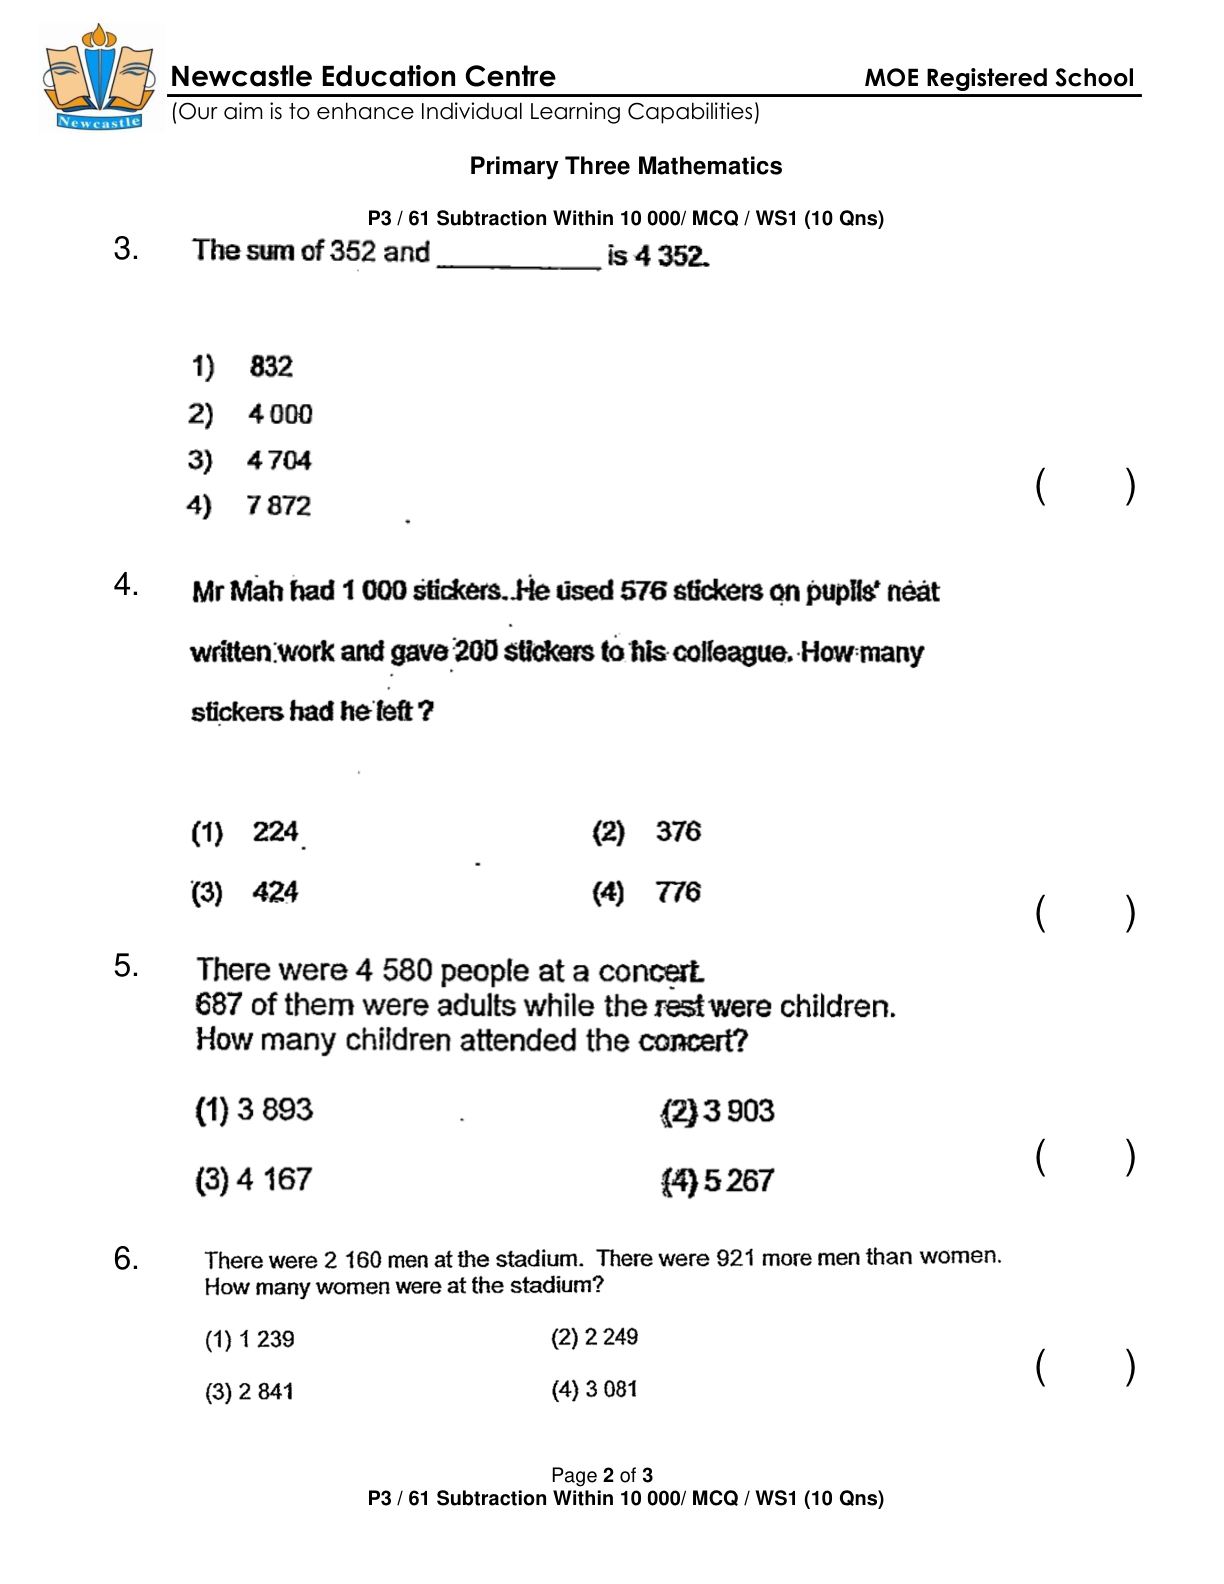 Newcastle
Newcastle Education Centre MOE Registered School
(Our aim is to enhance Individual Learning Capabilities)
Primary Three Mathematics
P3 / 61 Subtraction Within 10 000/ MCQ / WS1 (10 Qns)
3. The sum of 352 and __________ is 4 352.
1) 832
2) 4 000
3) 4 704
( )
4) 7 872
4. Mr Mah had 1 000 stickers. He used 576 stickers on pupils' neat
written work and gave 200 stickers to his colleague. How many
stickers had he left ?
(1) 224 (2) 376
(3) 424 (4) 776
( )
5. There were 4 580 people at a concert.
687 of them were adults while the rest were children.
How many children attended the concert?
(1) 3 893 (2) 3 903
( )
(3) 4 167 (4) 5 267
6. There were 2 160 men at the stadium. There were 921 more men than women.
How many women were at the stadium?
(1) 1 239 (2) 2 249
( )
(3) 2 841 (4) 3 081
Page 2 of 3
P3 / 61 Subtraction Within 10 000/ MCQ / WS1 (10 Qns)